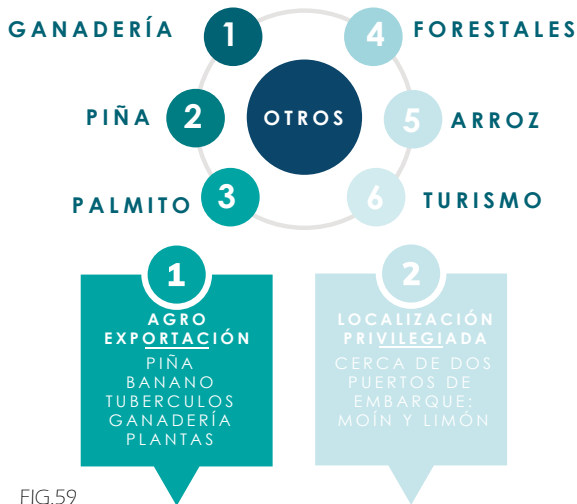 GANADERÍA 1 4 FORESTALES
PIÑA 2 OTROS 5 ARROZ
PALMITO 3 6 TURISMO
1
AGRO
EXPORTACIÓN
PIÑA
BANANO
TUBERCULOS
GANADERÍA
PLANTAS
2
LOCALIZACIÓN
PRIVILEGIADA
CERCA DE DOS
PUERTOS DE
EMBARQUE:
MOÍN Y LIMÓN
FIG.59